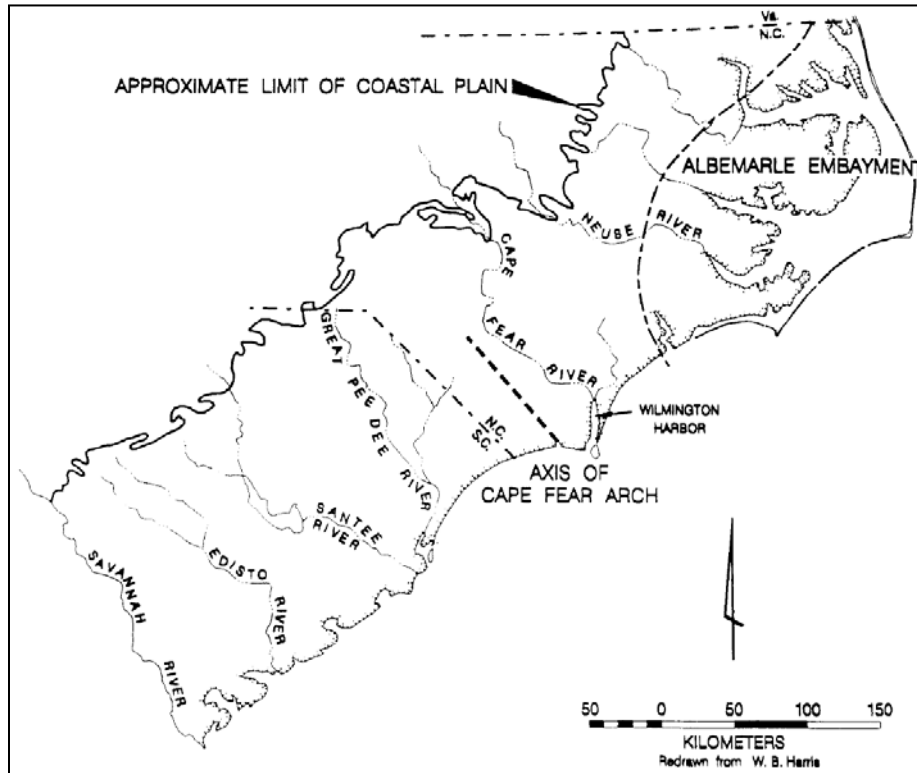 Va.
N.C.
APPROXIMATE LIMIT OF COASTAL PLAIN
ALBEMARLE EMBAYMENT
NEUSE RIVER
CAPE FEAR RIVER
GREAT PEE DEE RIVER
N.C.
S.C.
WILMINGTON
HARBOR
AXIS OF
CAPE FEAR ARCH
SANTEE
RIVER
EDISTO RIVER
SAVANNAH RIVER
50 0 50 100 150
KILOMETERS
Redrawn from W. B. Harris